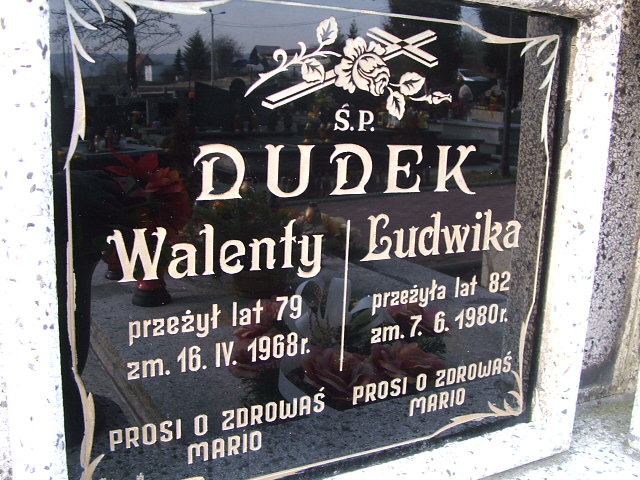 Ś.P.
DUDEK
Walenty
przeżył lat 79
zm. 16. IV. 1968r.
PROSI O ZDROWAŚ
MARIO
Ludwika
przeżyła lat 82
zm. 7. 6. 1980r.
PROSI O ZDROWAŚ
MARIO